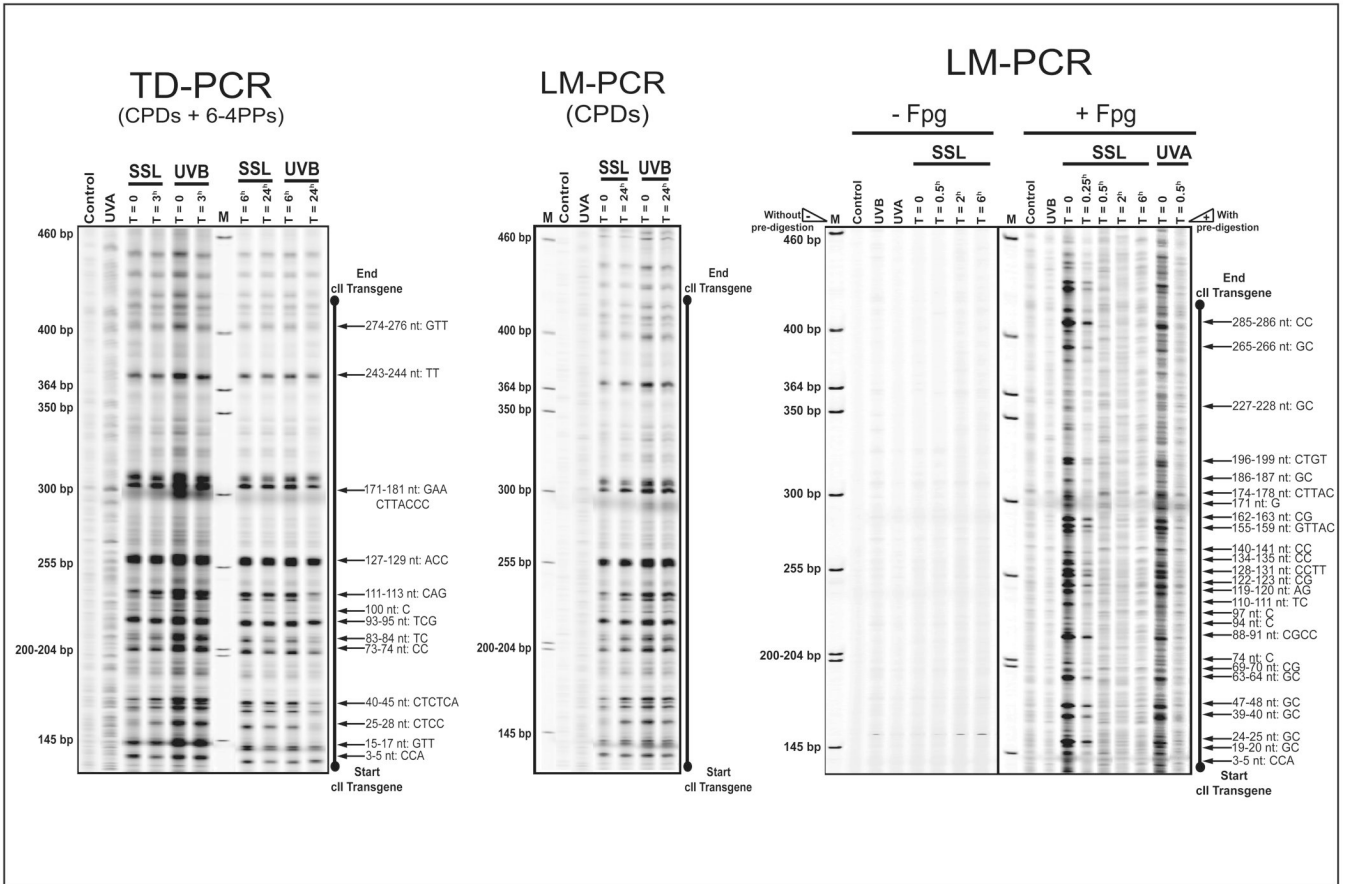 TD-PCR
(CPDs + 6-4PPs)
Control
UVA
SSL
T = 0
T = 3h
UVB
T = 0
T = 3h
M
SSL
T = 6h
T = 24h
UVB
T = 6h
T = 24h
460 bp
400 bp
364 bp
350 bp
300 bp
255 bp
200-204 bp
145 bp
End
cII Transgene
274-276 nt: GTT
243-244 nt: TT
171-181 nt: GAA
CTTACCC
127-129 nt: ACC
111-113 nt: CAG
100 nt: C
93-95 nt: TCG
83-84 nt: TC
73-74 nt: CC
40-45 nt: CTCTCA
25-28 nt: CTCC
15-17 nt: GTT
3-5 nt: CCA
Start
cII Transgene
LM-PCR
(CPDs)
M
Control
UVA
SSL
T = 0
T = 24h
UVB
T = 0
T = 24h
460 bp
400 bp
364 bp
350 bp
300 bp
255 bp
200-204 bp
145 bp
End
cII Transgene
Start
cII Transgene
LM-PCR
- Fpg
+ Fpg
Without
pre-digestion
-
M
Control
UVB
UVA
SSL
T = 0
T = 0.5h
T = 2h
T = 6h
M
Control
UVB
SSL
T = 0
T = 0.25h
T = 0.5h
T = 2h
T = 6h
UVA
T = 0
T = 0.5h
+
With
pre-digestion
460 bp
400 bp
364 bp
350 bp
300 bp
255 bp
200-204 bp
145 bp
End
cII Transgene
285-286 nt: CC
265-266 nt: GC
227-228 nt: GC
196-199 nt: CTGT
186-187 nt: GC
174-178 nt: CTTAC
171 nt: G
162-163 nt: CG
155-159 nt: GTTAC
140-141 nt: CC
134-135 nt: CC
128-131 nt: CCTT
122-123 nt: CG
119-120 nt: AG
110-111 nt: TC
97 nt: C
94 nt: C
88-91 nt: CGCC
74 nt: C
69-70 nt: CG
63-64 nt: GC
47-48 nt: GC
39-40 nt: GC
24-25 nt: GC
19-20 nt: GC
3-5 nt: CCA
Start
cII Transgene